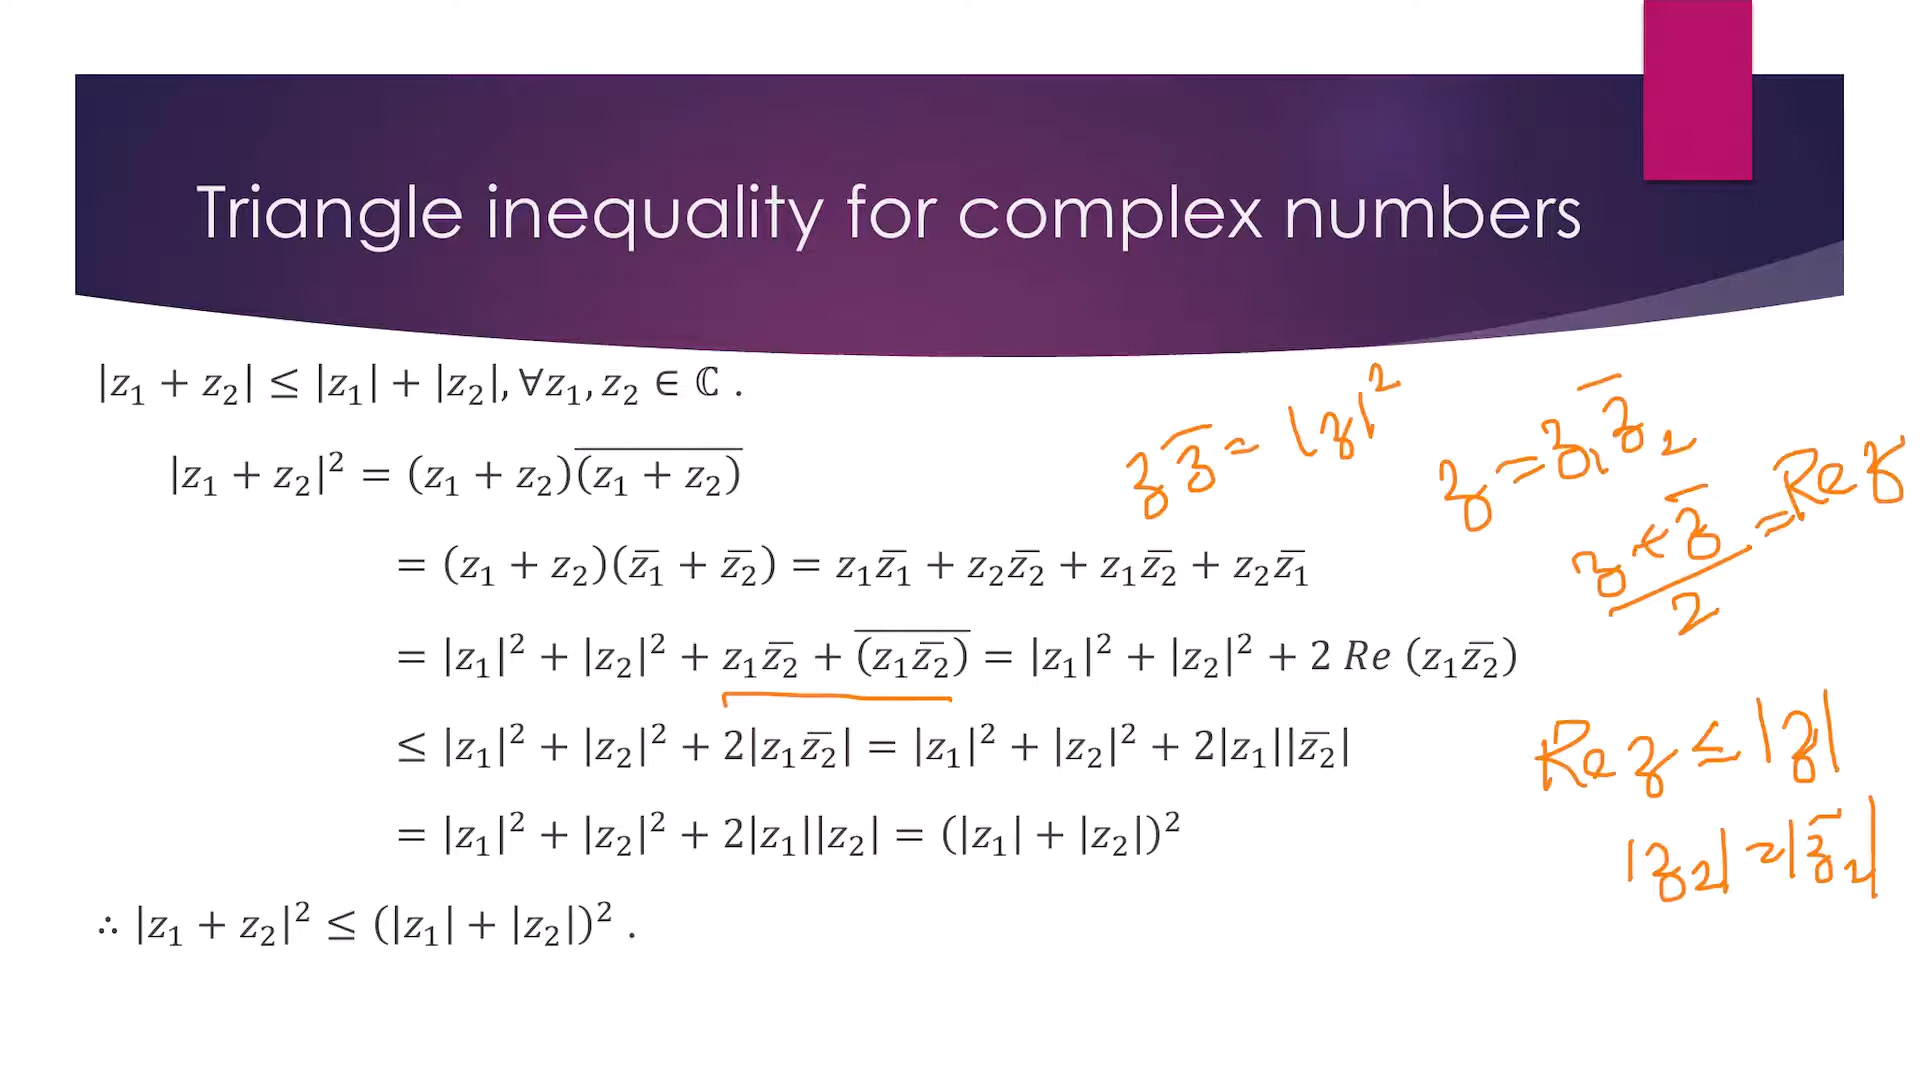 Triangle inequality for complex numbers
|z₁ + z₂| ≤ |z₁| + |z₂|, ∀z₁, z₂ ∈ ℂ .
|z₁ + z₂|² = (z₁ + z₂)\overline{(z₁ + z₂)}
= (z₁ + z₂)(z̅₁ + z̅₂) = z₁z̅₁ + z₂z̅₂ + z₁z̅₂ + z₂z̅₁
= |z₁|² + |z₂|² + z₁z̅₂ + \overline{(z₁z̅₂)} = |z₁|² + |z₂|² + 2 Re (z₁z̅₂)
≤ |z₁|² + |z₂|² + 2|z₁z̅₂| = |z₁|² + |z₂|² + 2|z₁||z̅₂|
= |z₁|² + |z₂|² + 2|z₁||z₂| = (|z₁| + |z₂|)²
∴ |z₁ + z₂|² ≤ (|z₁| + |z₂|)² .
z z̅ = |z|²
z = z₁ z̅₂
(z + z̅)/2 = Re z
Re z ≤ |z|
|z₂| = |z̅₂|